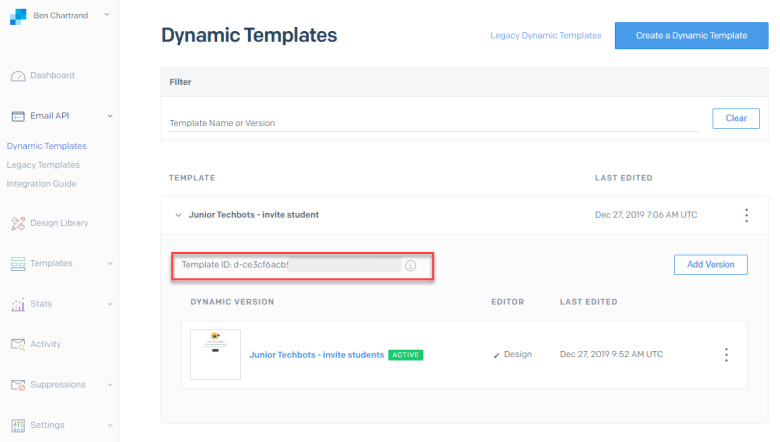 Ben Chartrand
Dashboard
Email API
Dynamic Templates
Legacy Templates
Integration Guide
Design Library
Templates
Stats
Activity
Suppressions
Settings
Dynamic Templates
Legacy Dynamic Templates
Create a Dynamic Template
Filter
Template Name or Version
Clear
TEMPLATE LAST EDITED
Junior Techbots - invite student Dec 27, 2019 7:06 AM UTC
Template ID: d-ce3cf6acb5
Add Version
DYNAMIC VERSION EDITOR LAST EDITED
Junior Techbots - invite students ACTIVE Design Dec 27, 2019 9:52 AM UTC